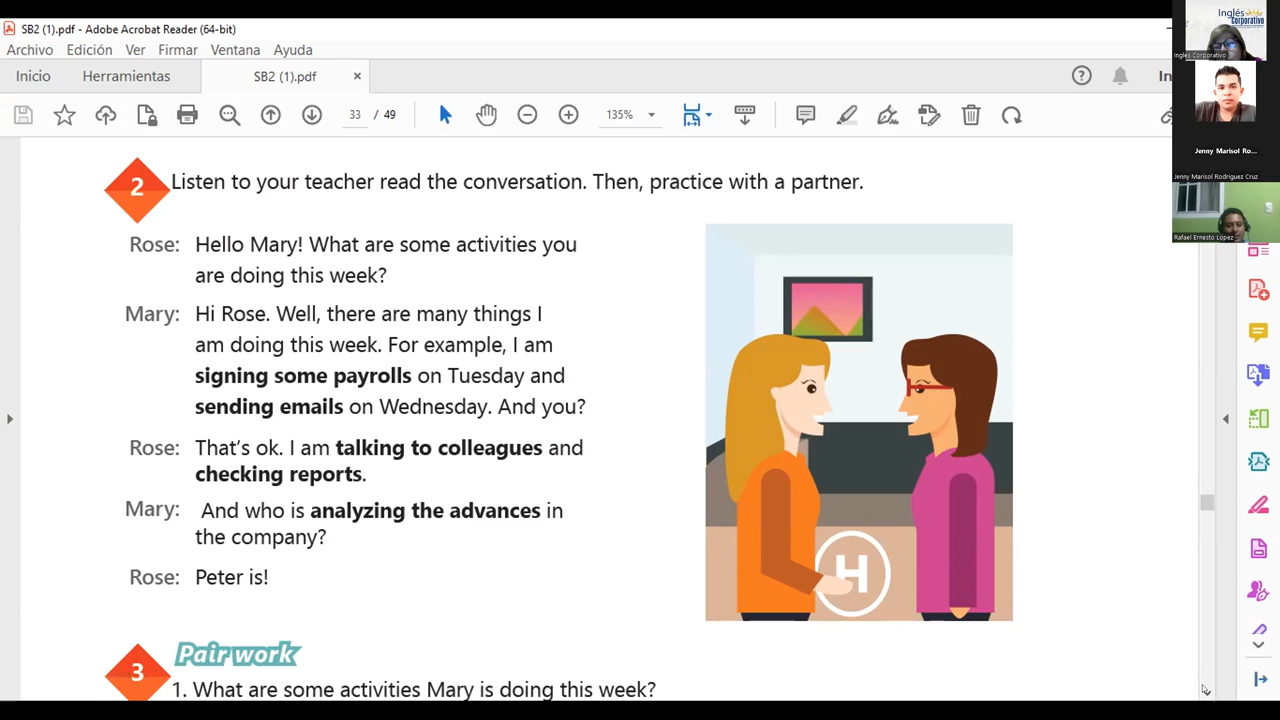 SB2 (1).pdf - Adobe Acrobat Reader (64-bit)
Archivo Edición Ver Firmar Ventana Ayuda
Inicio Herramientas SB2 (1).pdf × In
33 / 49 135%
Inglés
Corporativo
Inglés Corporativo
Jenny Marisol Ro...
Jenny Marisol Rodriguez Cruz
Rafael Ernesto Lopez
2 Listen to your teacher read the conversation. Then, practice with a partner.
Rose: Hello Mary! What are some activities you
are doing this week?
Mary: Hi Rose. Well, there are many things I
am doing this week. For example, I am
signing some payrolls on Tuesday and
sending emails on Wednesday. And you?
Rose: That's ok. I am talking to colleagues and
checking reports.
Mary: And who is analyzing the advances in
the company?
Rose: Peter is!
H
3 Pair work
1. What are some activities Mary is doing this week?